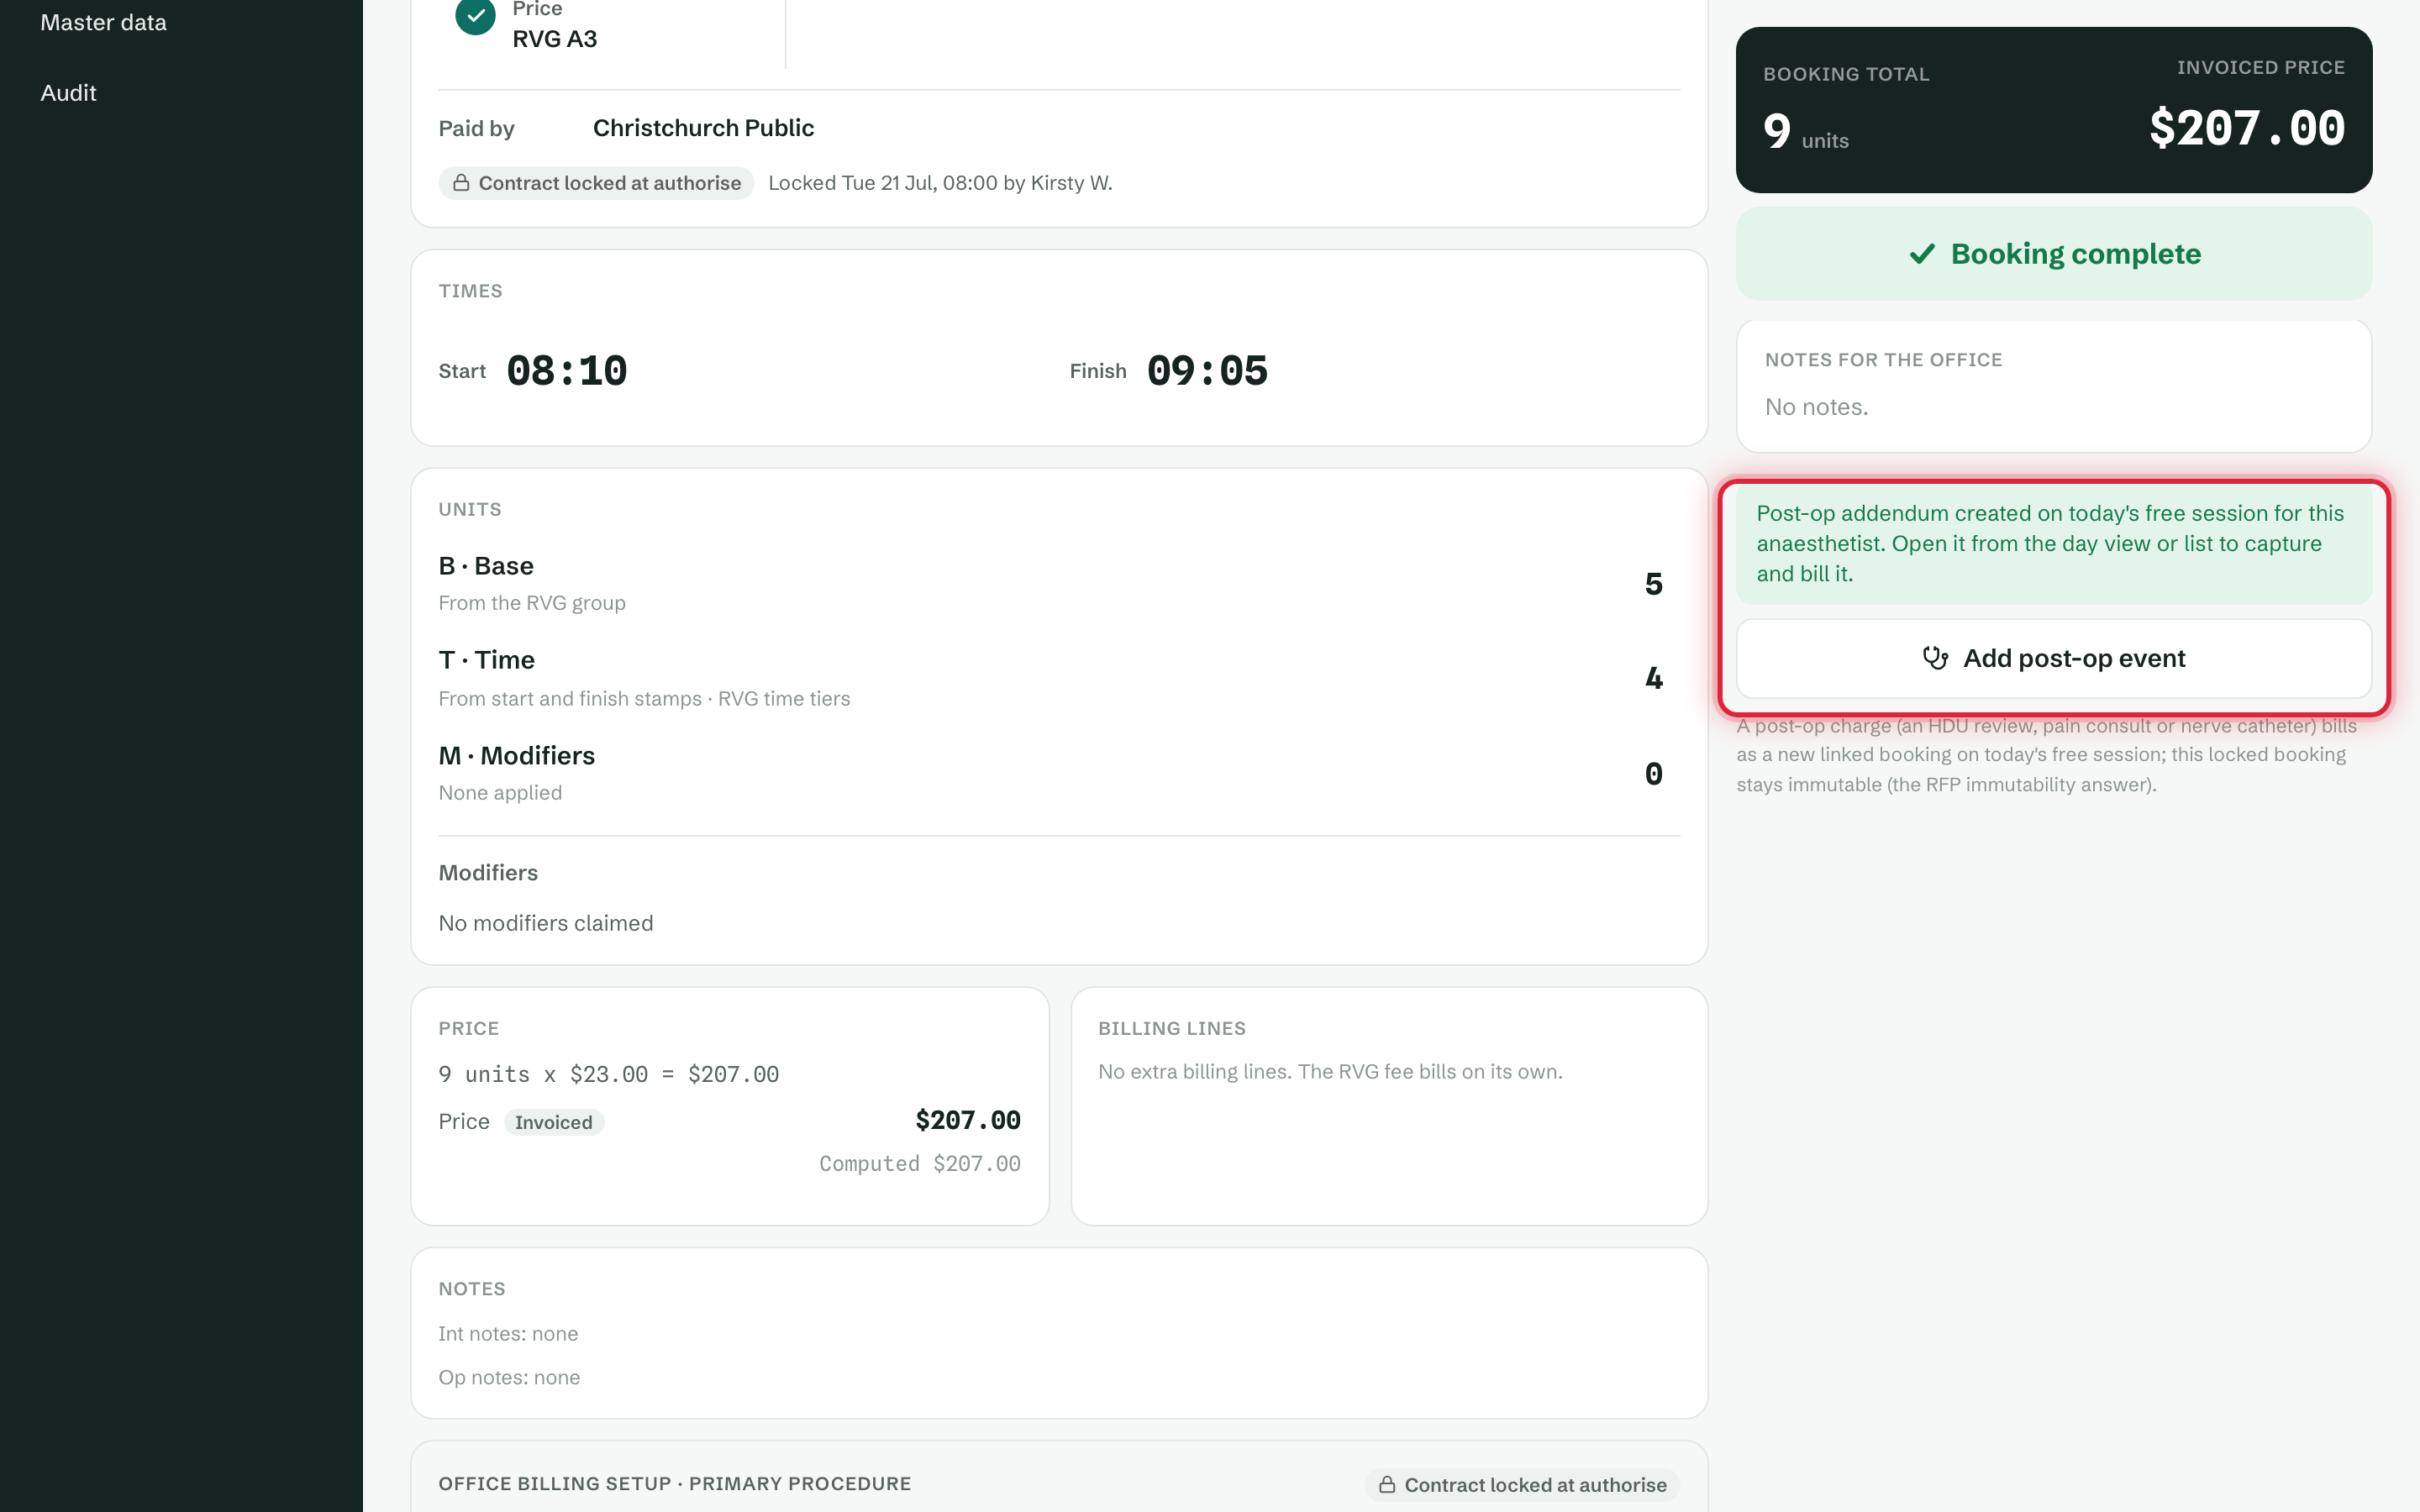 Master data
Audit
Price
RVG A3
Paid by Christchurch Public
Contract locked at authorise Locked Tue 21 Jul, 08:00 by Kirsty W.
TIMES
Start 08:10 Finish 09:05
UNITS
B · Base
From the RVG group
5
T · Time
From start and finish stamps · RVG time tiers
4
M · Modifiers
None applied
0
Modifiers
No modifiers claimed
PRICE
9 units x $23.00 = $207.00
Price Invoiced $207.00
Computed $207.00
BILLING LINES
No extra billing lines. The RVG fee bills on its own.
NOTES
Int notes: none
Op notes: none
OFFICE BILLING SETUP · PRIMARY PROCEDURE Contract locked at authorise
BOOKING TOTAL INVOICED PRICE
9 units $207.00
Booking complete
NOTES FOR THE OFFICE
No notes.
Post-op addendum created on today's free session for this
anaesthetist. Open it from the day view or list to capture
and bill it.
Add post-op event
A post-op charge (an HDU review, pain consult or nerve catheter) bills
as a new linked booking on today's free session; this locked booking
stays immutable (the RFP immutability answer).